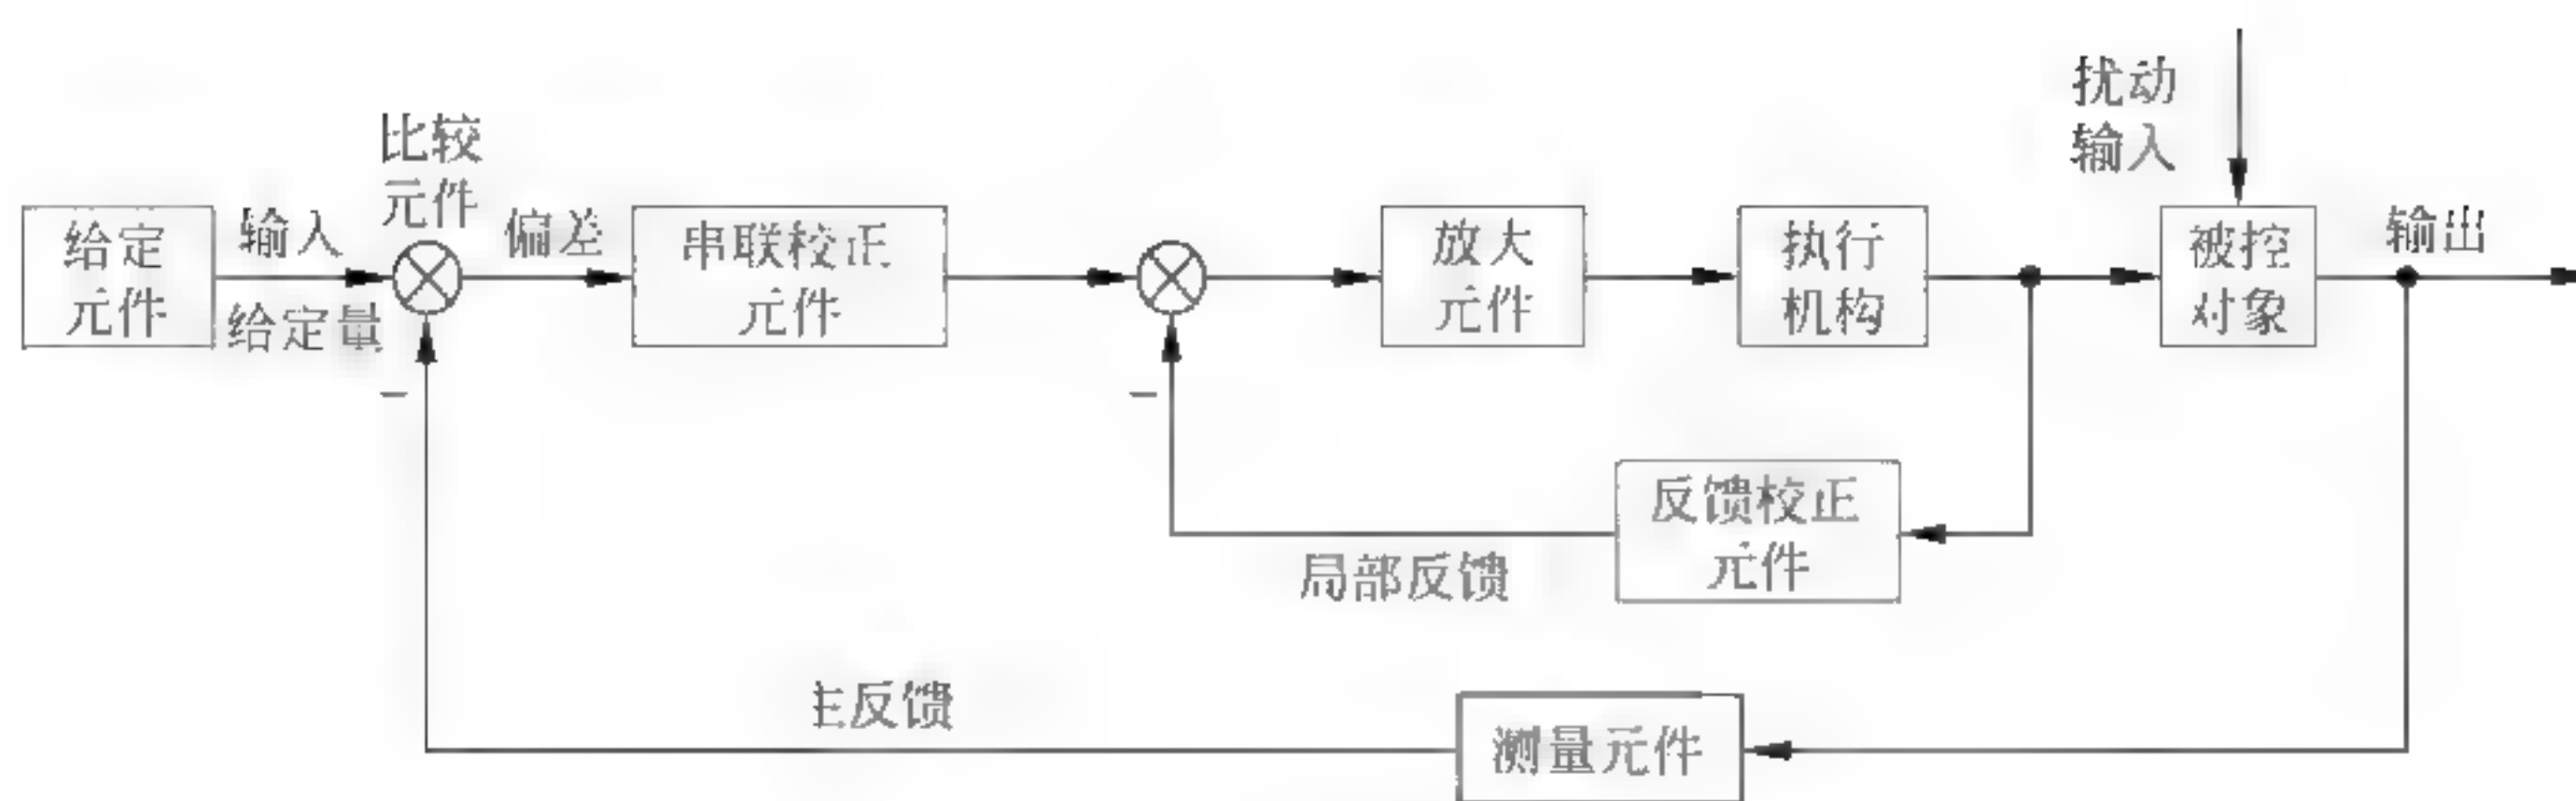 扰动
输入
比较
元件
给定
元件
输入
给定量
偏差
串联校正
元件
放大
元件
执行
机构
被控
对象
输出
−
−
反馈校正
元件
局部反馈
主反馈
测量元件